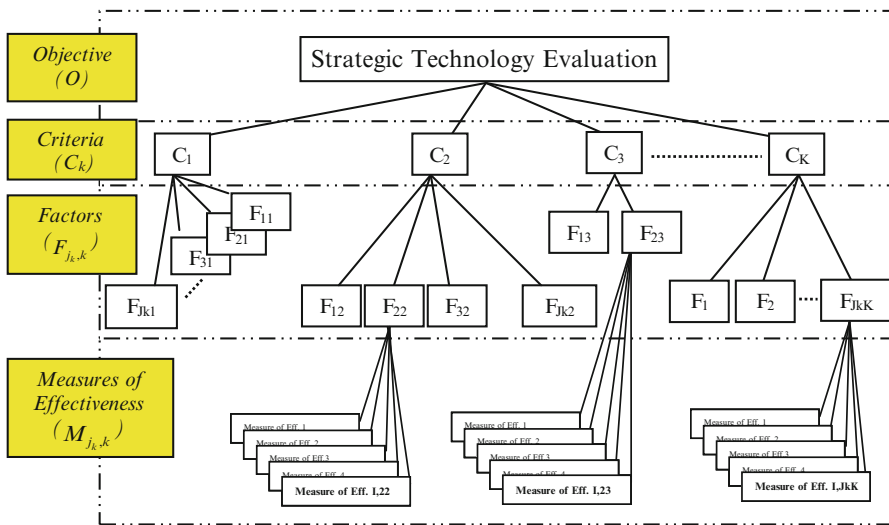 Objective
(O)
Strategic Technology Evaluation
Criteria
(Ck)
C1
C2
C3
CK
Factors
(Fjk,k)
F11
F21
F31
FJk1
F12
F22
F32
FJk2
F13
F23
F1
F2
FJkK
Measures of
Effectiveness
(Mjk,k)
Measure of Eff. 1
Measure of Eff. 2
Measure of Eff.3
Measure of Eff. 4
Measure of Eff. I,22
Measure of Eff. 1
Measure of Eff. 2
Measure of Eff.3
Measure of Eff. 4
Measure of Eff. I,23
Measure of Eff. 1
Measure of Eff. 2
Measure of Eff.3
Measure of Eff. 4
Measure of Eff. I,JkK